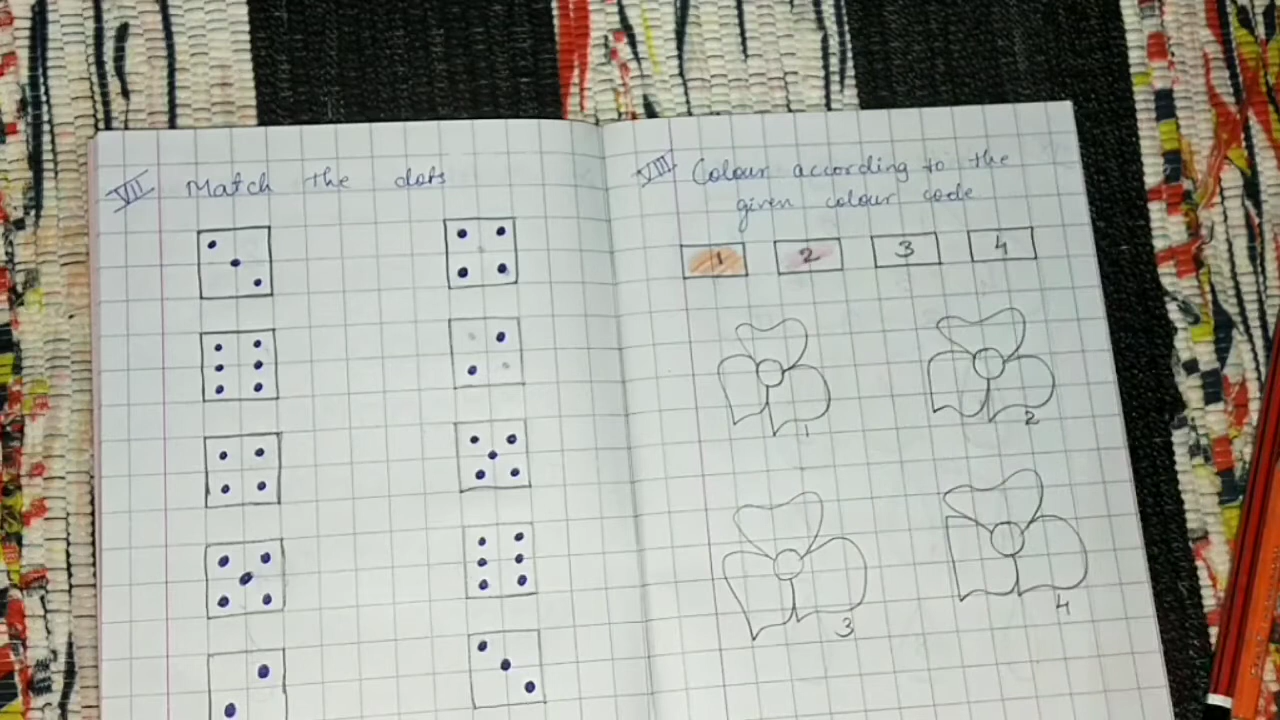 VII Match the dots
VIII Colour according to the
given colour code
1 2 3 4
1 2
3 4